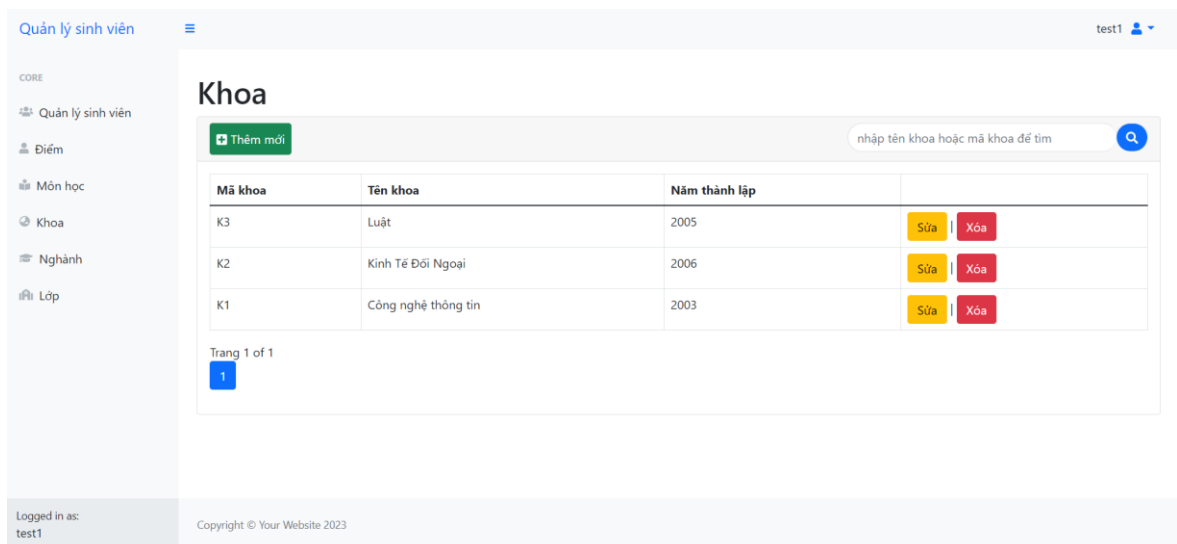 Quản lý sinh viên
test1
CORE
Quản lý sinh viên
Điểm
Môn học
Khoa
Nghành
Lớp
Logged in as:
test1
Khoa
Thêm mới
nhập tên khoa hoặc mã khoa để tìm
Mã khoa Tên khoa Năm thành lập
K3 Luật 2005 Sửa | Xóa
K2 Kinh Tế Đối Ngoại 2006 Sửa | Xóa
K1 Công nghệ thông tin 2003 Sửa | Xóa
Trang 1 of 1
1
Copyright © Your Website 2023